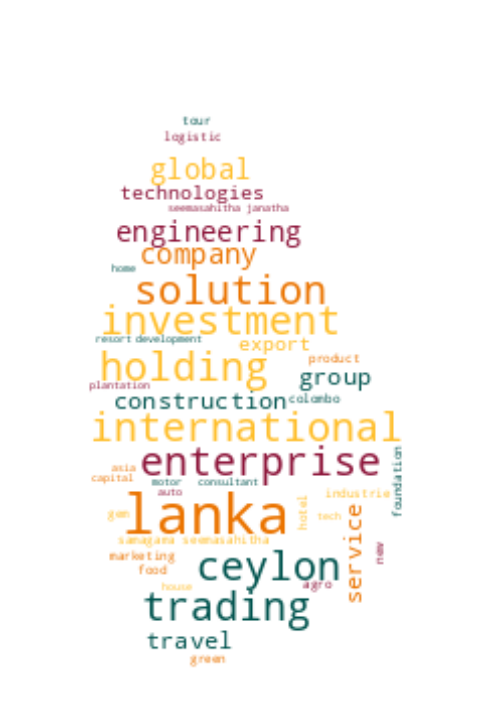 tour
logistic
global
technologies
seemasahitha janatha
engineering
company
home
solution
investment
resort development
export
holding
product
group
plantation
construction
colombo
international
enterprise
foundation
asia
capital
motor
consultant
auto
industrie
lanka
hotel
gem
tech
service
samagama seemasahitha
new
marketing
ceylon
food
agro
house
trading
travel
green